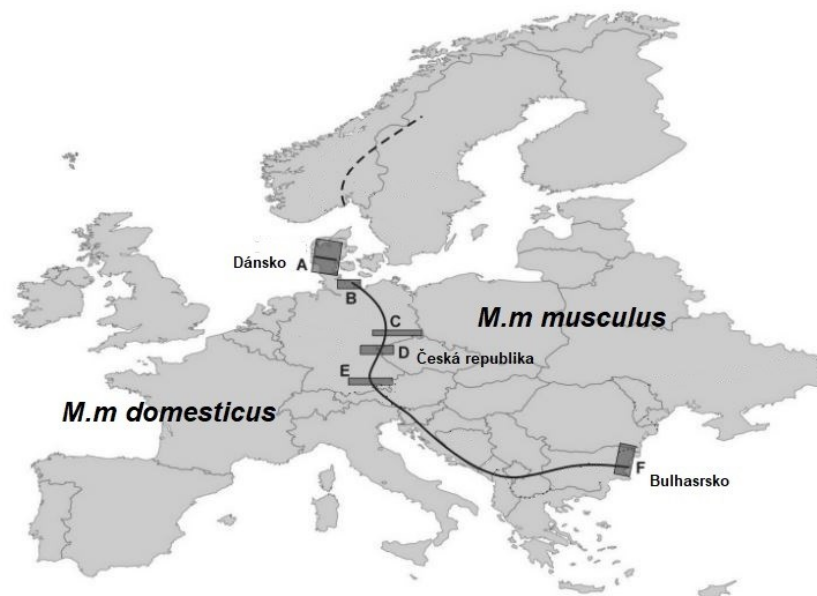 Dánsko
A
B
M.m musculus
C
D
Česká republika
E
M.m domesticus
F
Bulhasrsko